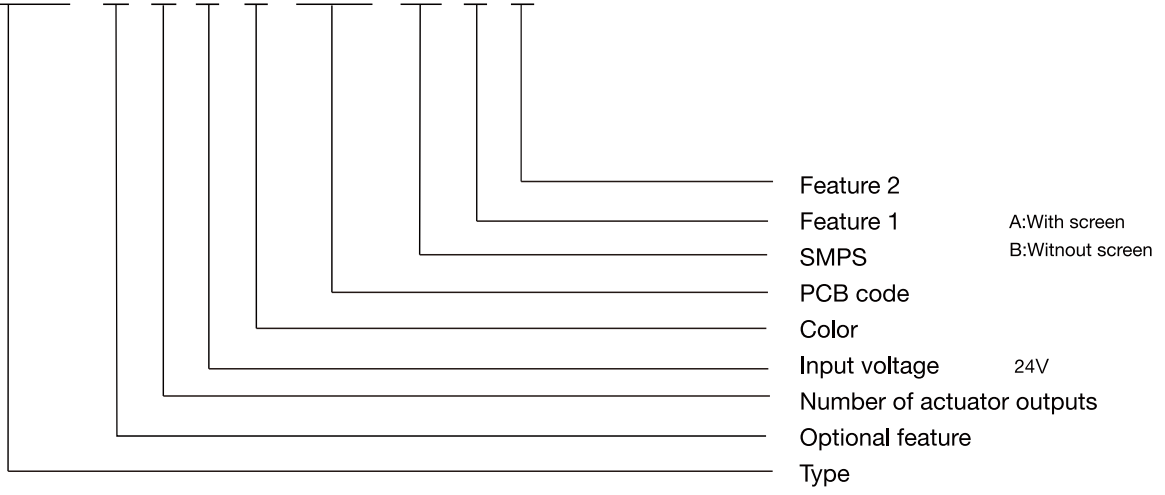 Feature 2
Feature 1 A:With screen
B:Witnout screen
SMPS
PCB code
Color
Input voltage 24V
Number of actuator outputs
Optional feature
Type